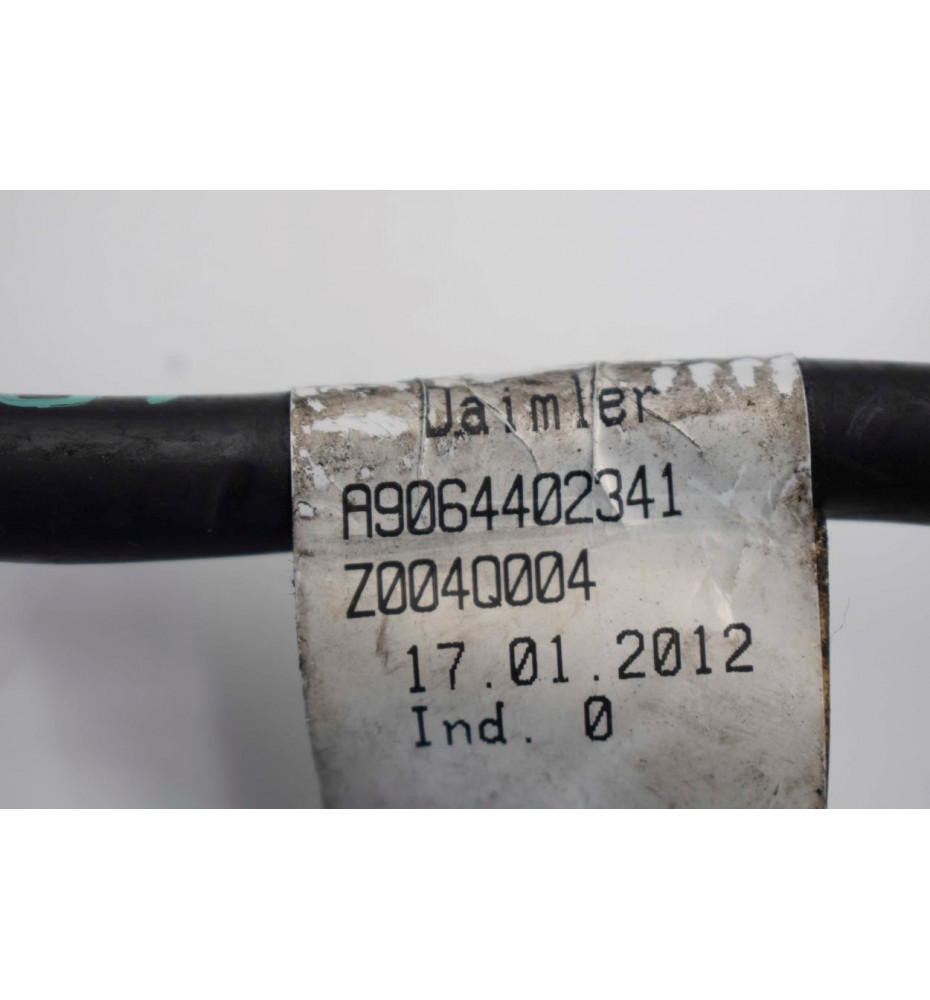 Daimler
A9064402341
Z004Q004
17.01.2012
Ind. 0